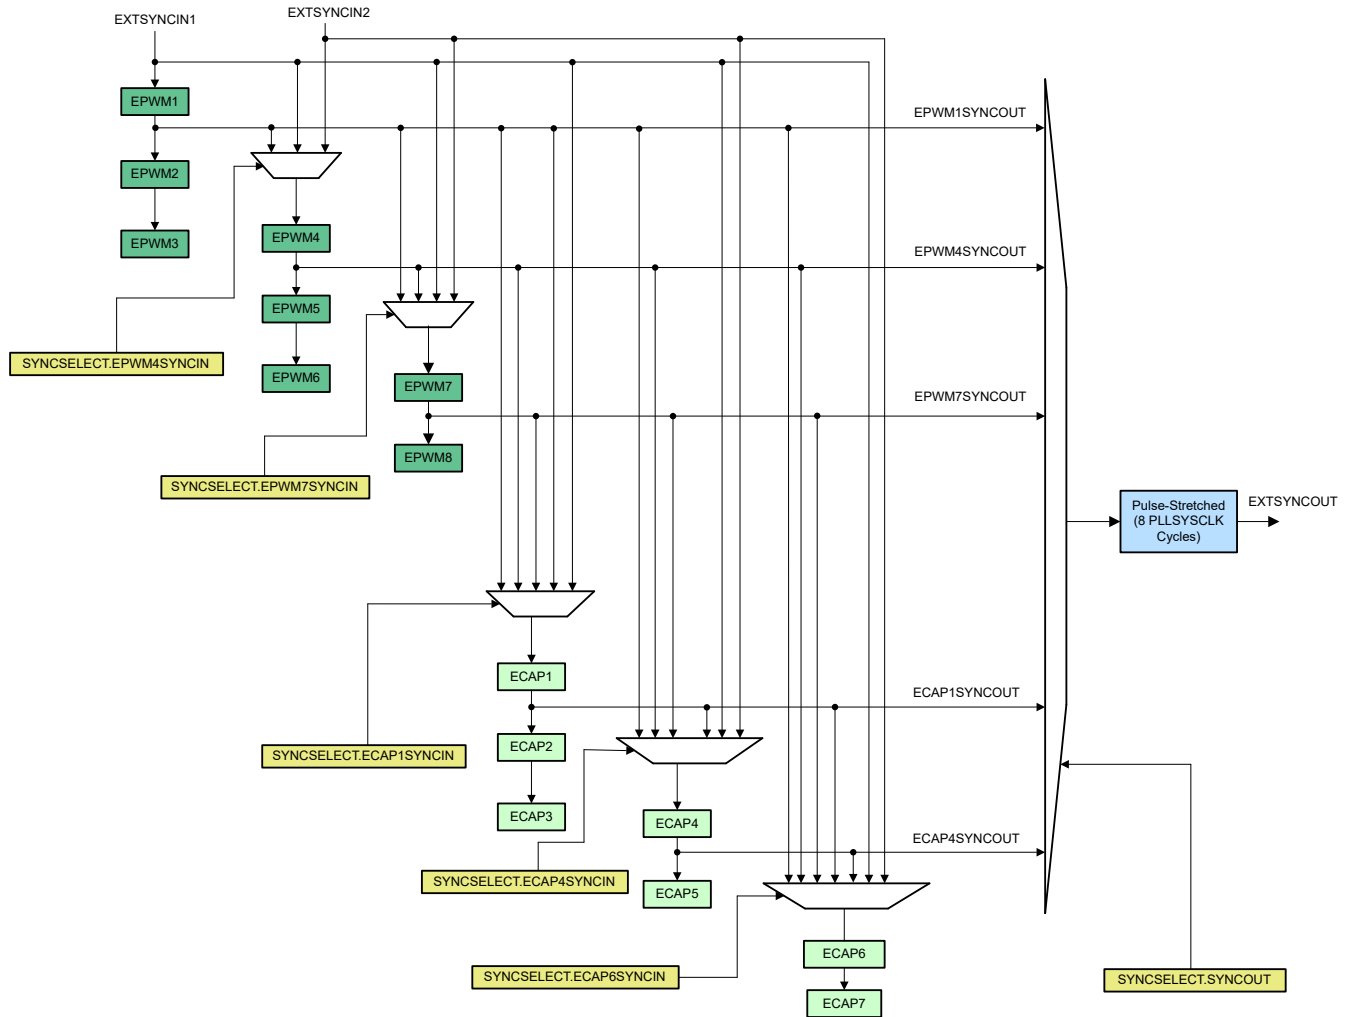 EXTSYNCIN1
EXTSYNCIN2
EPWM1
EPWM1SYNCOUT
EPWM2
EPWM3
EPWM4
EPWM4SYNCOUT
EPWM5
SYNCSELECT.EPWM4SYNCIN
EPWM6
EPWM7
EPWM7SYNCOUT
EPWM8
SYNCSELECT.EPWM7SYNCIN
Pulse-Stretched
(8 PLLSYSCLK
Cycles)
EXTSYNCOUT
ECAP1
ECAP1SYNCOUT
ECAP2
SYNCSELECT.ECAP1SYNCIN
ECAP3
ECAP4
ECAP4SYNCOUT
SYNCSELECT.ECAP4SYNCIN
ECAP5
ECAP6
SYNCSELECT.ECAP6SYNCIN
SYNCSELECT.SYNCOUT
ECAP7